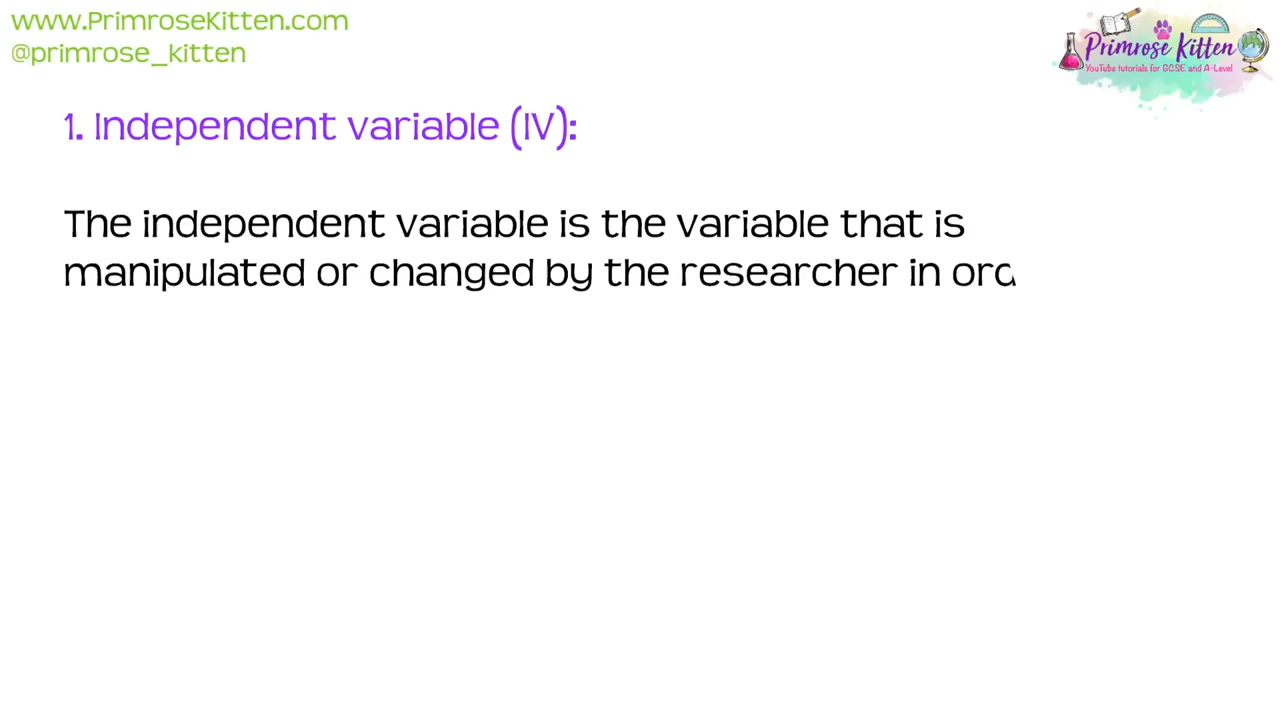 www.PrimroseKitten.com
@primrose_kitten
Primrose Kitten
YouTube tutorials for GCSE and A-Level
1. Independent variable (IV):
The independent variable is the variable that is
manipulated or changed by the researcher in ord